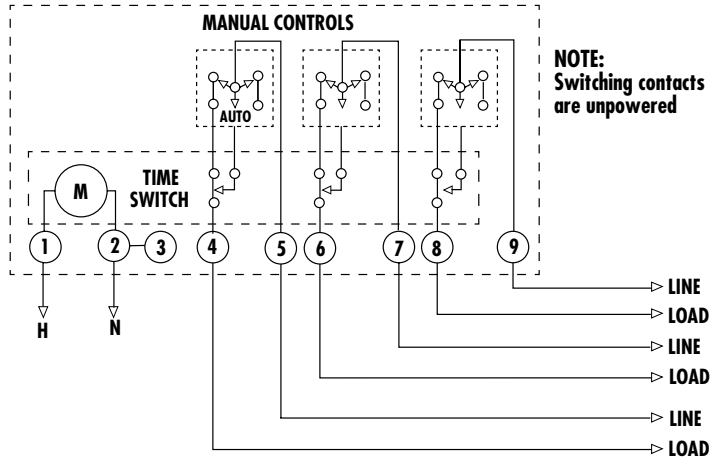 MANUAL CONTROLS
NOTE:
Switching contacts
are unpowered
AUTO
TIME
SWITCH
M
1
2
3
4
5
6
7
8
9
H
N
LINE
LOAD
LINE
LOAD
LINE
LOAD